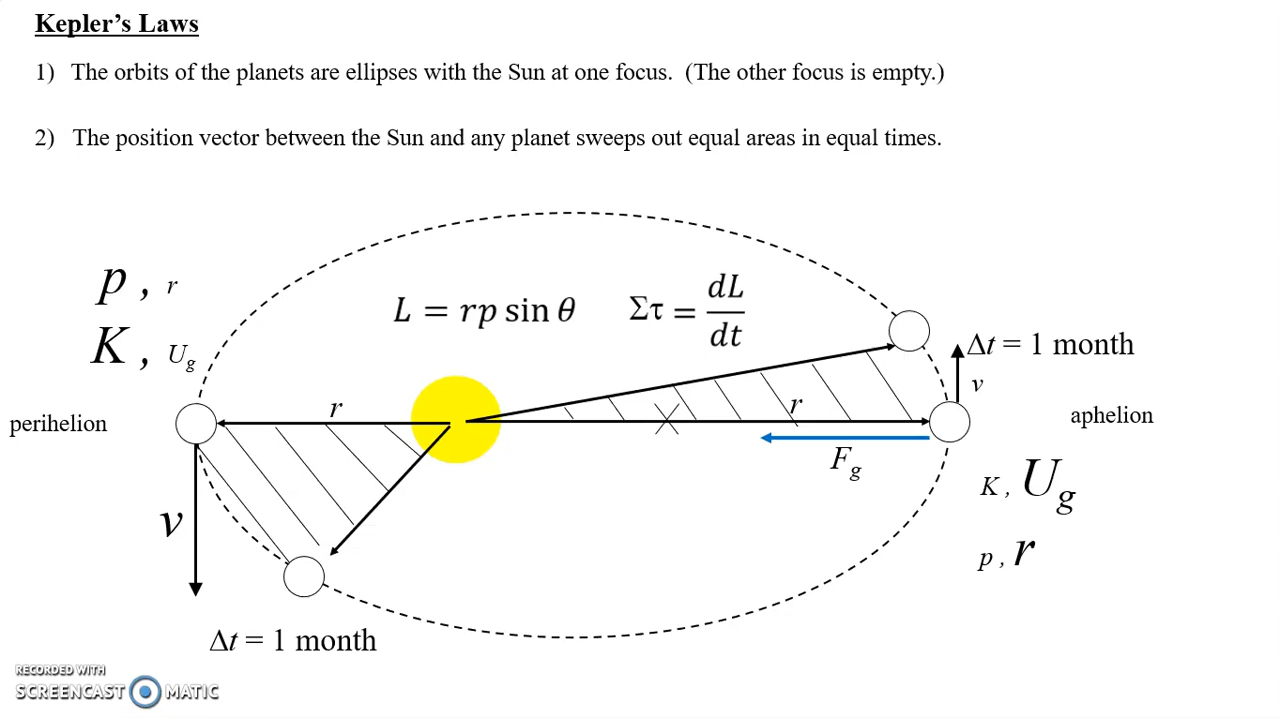 Kepler’s Laws
1) The orbits of the planets are ellipses with the Sun at one focus. (The other focus is empty.)
2) The position vector between the Sun and any planet sweeps out equal areas in equal times.
p , r
L = rp sin θ
Στ = dL/dt
K , Ug
Δt = 1 month
v
r
r
perihelion
aphelion
Fg
K , Ug
v
p , r
Δt = 1 month
RECORDED WITH
SCREENCAST MATIC